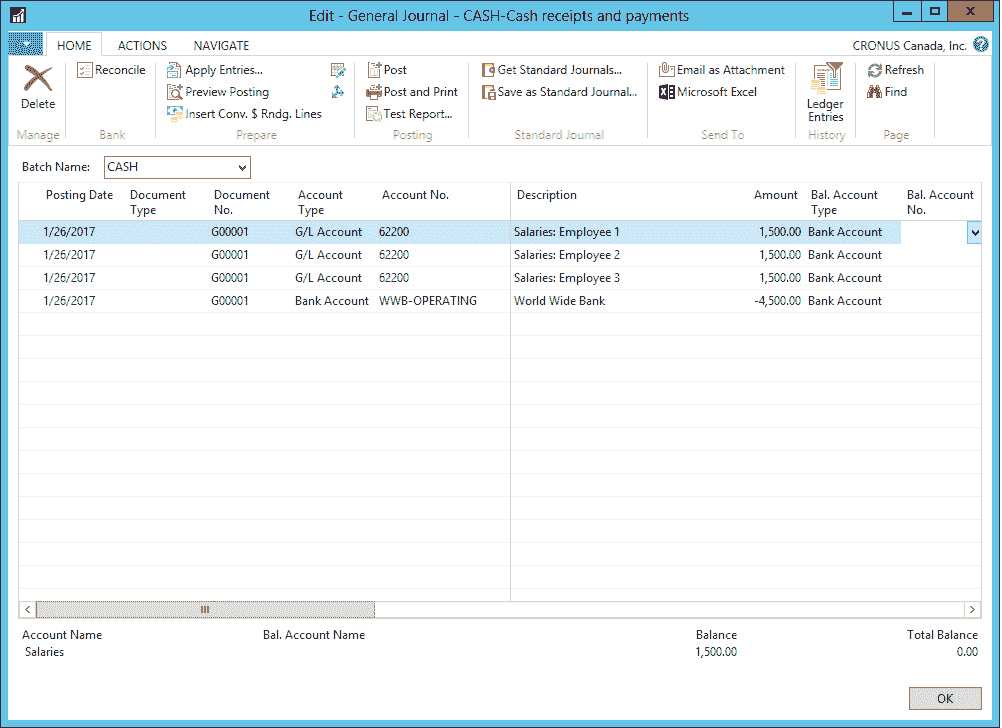 Edit - General Journal - CASH-Cash receipts and payments
HOME ACTIONS NAVIGATE CRONUS Canada, Inc.
Delete
Manage
Reconcile
Bank
Apply Entries...
Preview Posting
Insert Conv. $ Rndg. Lines
Prepare
Post
Post and Print
Test Report...
Posting
Get Standard Journals...
Save as Standard Journal...
Standard Journal
Email as Attachment
Microsoft Excel
Send To
Ledger
Entries
History
Refresh
Find
Page
Batch Name: CASH
Posting Date Document Document Account Account No. Description Amount Bal. Account Bal. Account
Type No. Type Type No.
1/26/2017 G00001 G/L Account 62200 Salaries: Employee 1 1,500.00 Bank Account
1/26/2017 G00001 G/L Account 62200 Salaries: Employee 2 1,500.00 Bank Account
1/26/2017 G00001 G/L Account 62200 Salaries: Employee 3 1,500.00 Bank Account
1/26/2017 G00001 Bank Account WWB-OPERATING World Wide Bank -4,500.00 Bank Account
Account Name Bal. Account Name Balance Total Balance
Salaries 1,500.00 0.00
OK